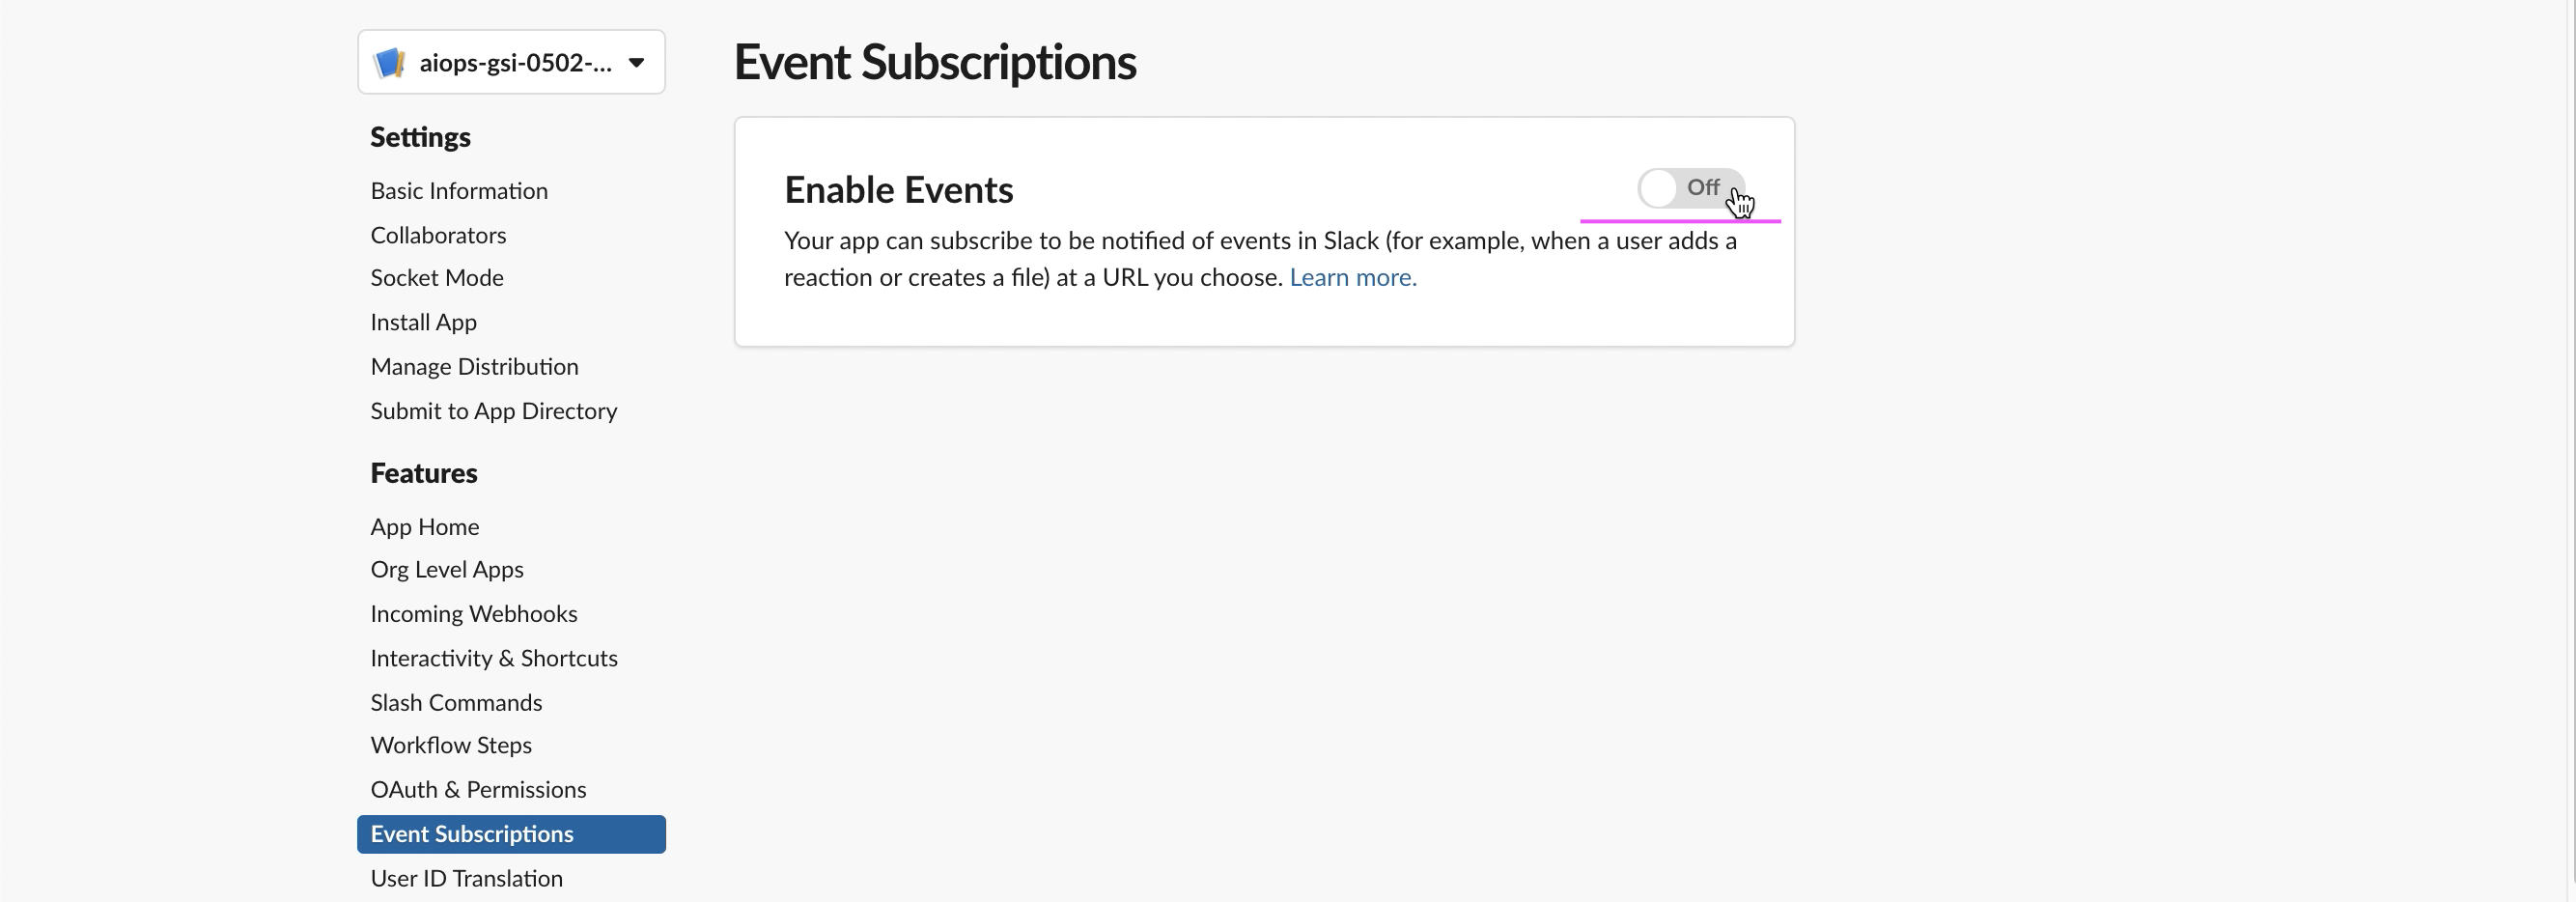 aiops-gsi-0502-...
Settings
Basic Information
Collaborators
Socket Mode
Install App
Manage Distribution
Submit to App Directory
Features
App Home
Org Level Apps
Incoming Webhooks
Interactivity & Shortcuts
Slash Commands
Workflow Steps
OAuth & Permissions
Event Subscriptions
User ID Translation
Event Subscriptions
Enable Events
Off
Your app can subscribe to be notified of events in Slack (for example, when a user adds a
reaction or creates a file) at a URL you choose. Learn more.